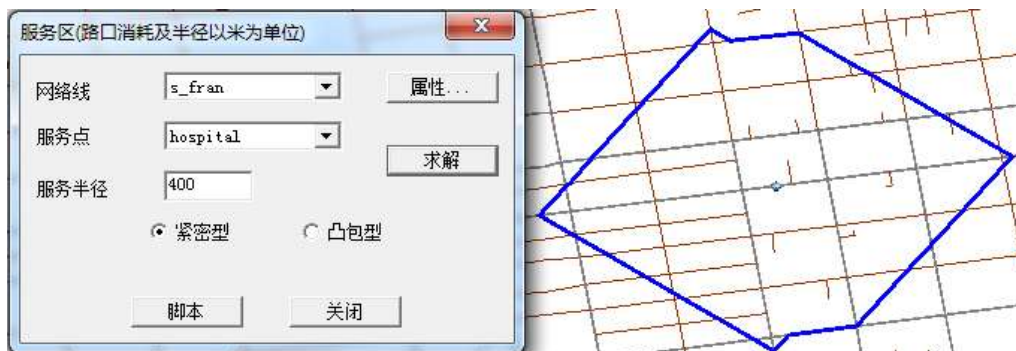 服务区(路口消耗及半径以米为单位)
网络线 s_fran 属性...
服务点 hospital
求解
服务半径 400
紧密型 凸包型
脚本 关闭